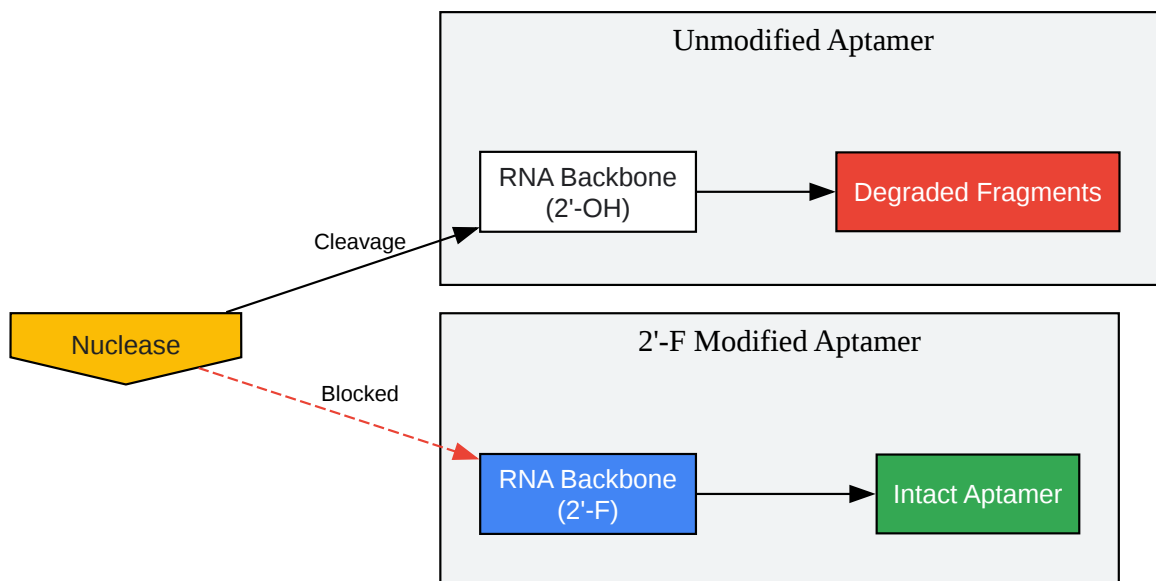 Unmodified Aptamer
RNA Backbone
(2'-OH)
Degraded Fragments
Cleavage
Nuclease
2'-F Modified Aptamer
Blocked
RNA Backbone
(2'-F)
Intact Aptamer